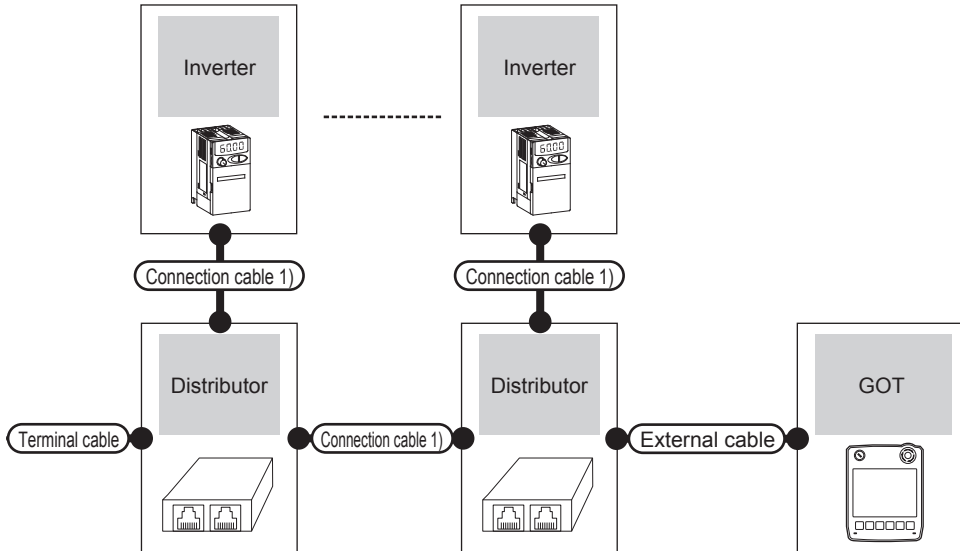 Inverter
Inverter
60.00
60.00
Connection cable 1)
Connection cable 1)
Distributor
Distributor
GOT
Terminal cable
Connection cable 1)
External cable